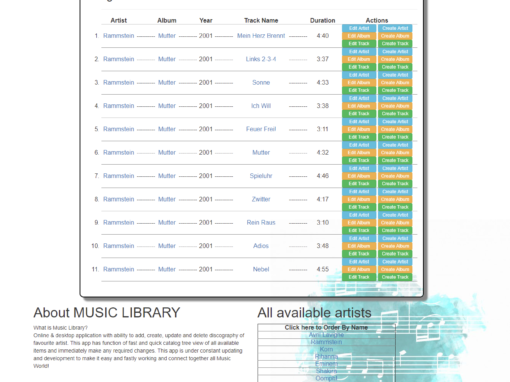 Artist Album Year Track Name Duration Actions
1. Rammstein Mutter 2001 Mein Herz Brennt 4:40
Edit Artist Create Artist
Edit Album Create Album
Edit Track Create Track
2. Rammstein Mutter 2001 Links 2-3-4 3:37
Edit Artist Create Artist
Edit Album Create Album
Edit Track Create Track
3. Rammstein Mutter 2001 Sonne 4:33
Edit Artist Create Artist
Edit Album Create Album
Edit Track Create Track
4. Rammstein Mutter 2001 Ich Will 3:38
Edit Artist Create Artist
Edit Album Create Album
Edit Track Create Track
5. Rammstein Mutter 2001 Feuer Frei! 3:11
Edit Artist Create Artist
Edit Album Create Album
Edit Track Create Track
6. Rammstein Mutter 2001 Mutter 4:32
Edit Artist Create Artist
Edit Album Create Album
Edit Track Create Track
7. Rammstein Mutter 2001 Spieluhr 4:46
Edit Artist Create Artist
Edit Album Create Album
Edit Track Create Track
8. Rammstein Mutter 2001 Zwitter 4:17
Edit Artist Create Artist
Edit Album Create Album
Edit Track Create Track
9. Rammstein Mutter 2001 Rein Raus 3:10
Edit Artist Create Artist
Edit Album Create Album
Edit Track Create Track
10. Rammstein Mutter 2001 Adios 3:48
Edit Artist Create Artist
Edit Album Create Album
Edit Track Create Track
11. Rammstein Mutter 2001 Nebel 4:55
Edit Artist Create Artist
Edit Album Create Album
Edit Track Create Track
About MUSIC LIBRARY
What is Music Library?
Online & desktop application with ability to add, create, update and delete discography of
favourite artist. This app has function of fast and quick catalog tree view of all available
items and immediately make any required changes. This app is under constant updating
and development to make it easy and fastly working and connect together all Music
World!
All available artists
Click here to Order By Name
Avril Lavigne
Rammstein
Korn
Rihanna
Eminem
Shakira
Oomph!